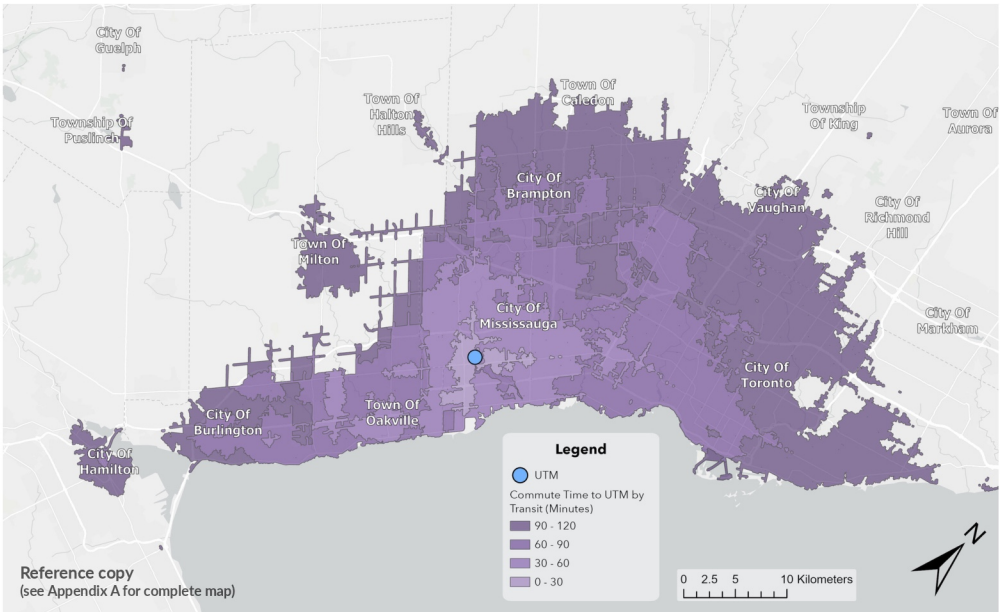 City Of
Guelph
Township Of
Puslinch
Town Of
Halton
Hills
Town Of
Caledon
Township
Of King
Town Of
Aurora
City Of
Brampton
City Of
Vaughan
City Of
Richmond
Hill
Town Of
Milton
City Of
Mississauga
City Of
Markham
City Of
Toronto
Town Of
Oakville
City Of
Burlington
City Of
Hamilton
Legend
UTM
Commute Time to UTM by
Transit (Minutes)
90 - 120
60 - 90
30 - 60
0 - 30
N
0 2.5 5 10 Kilometers
Reference copy
(see Appendix A for complete map)